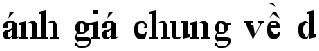 ánh giá chung về d